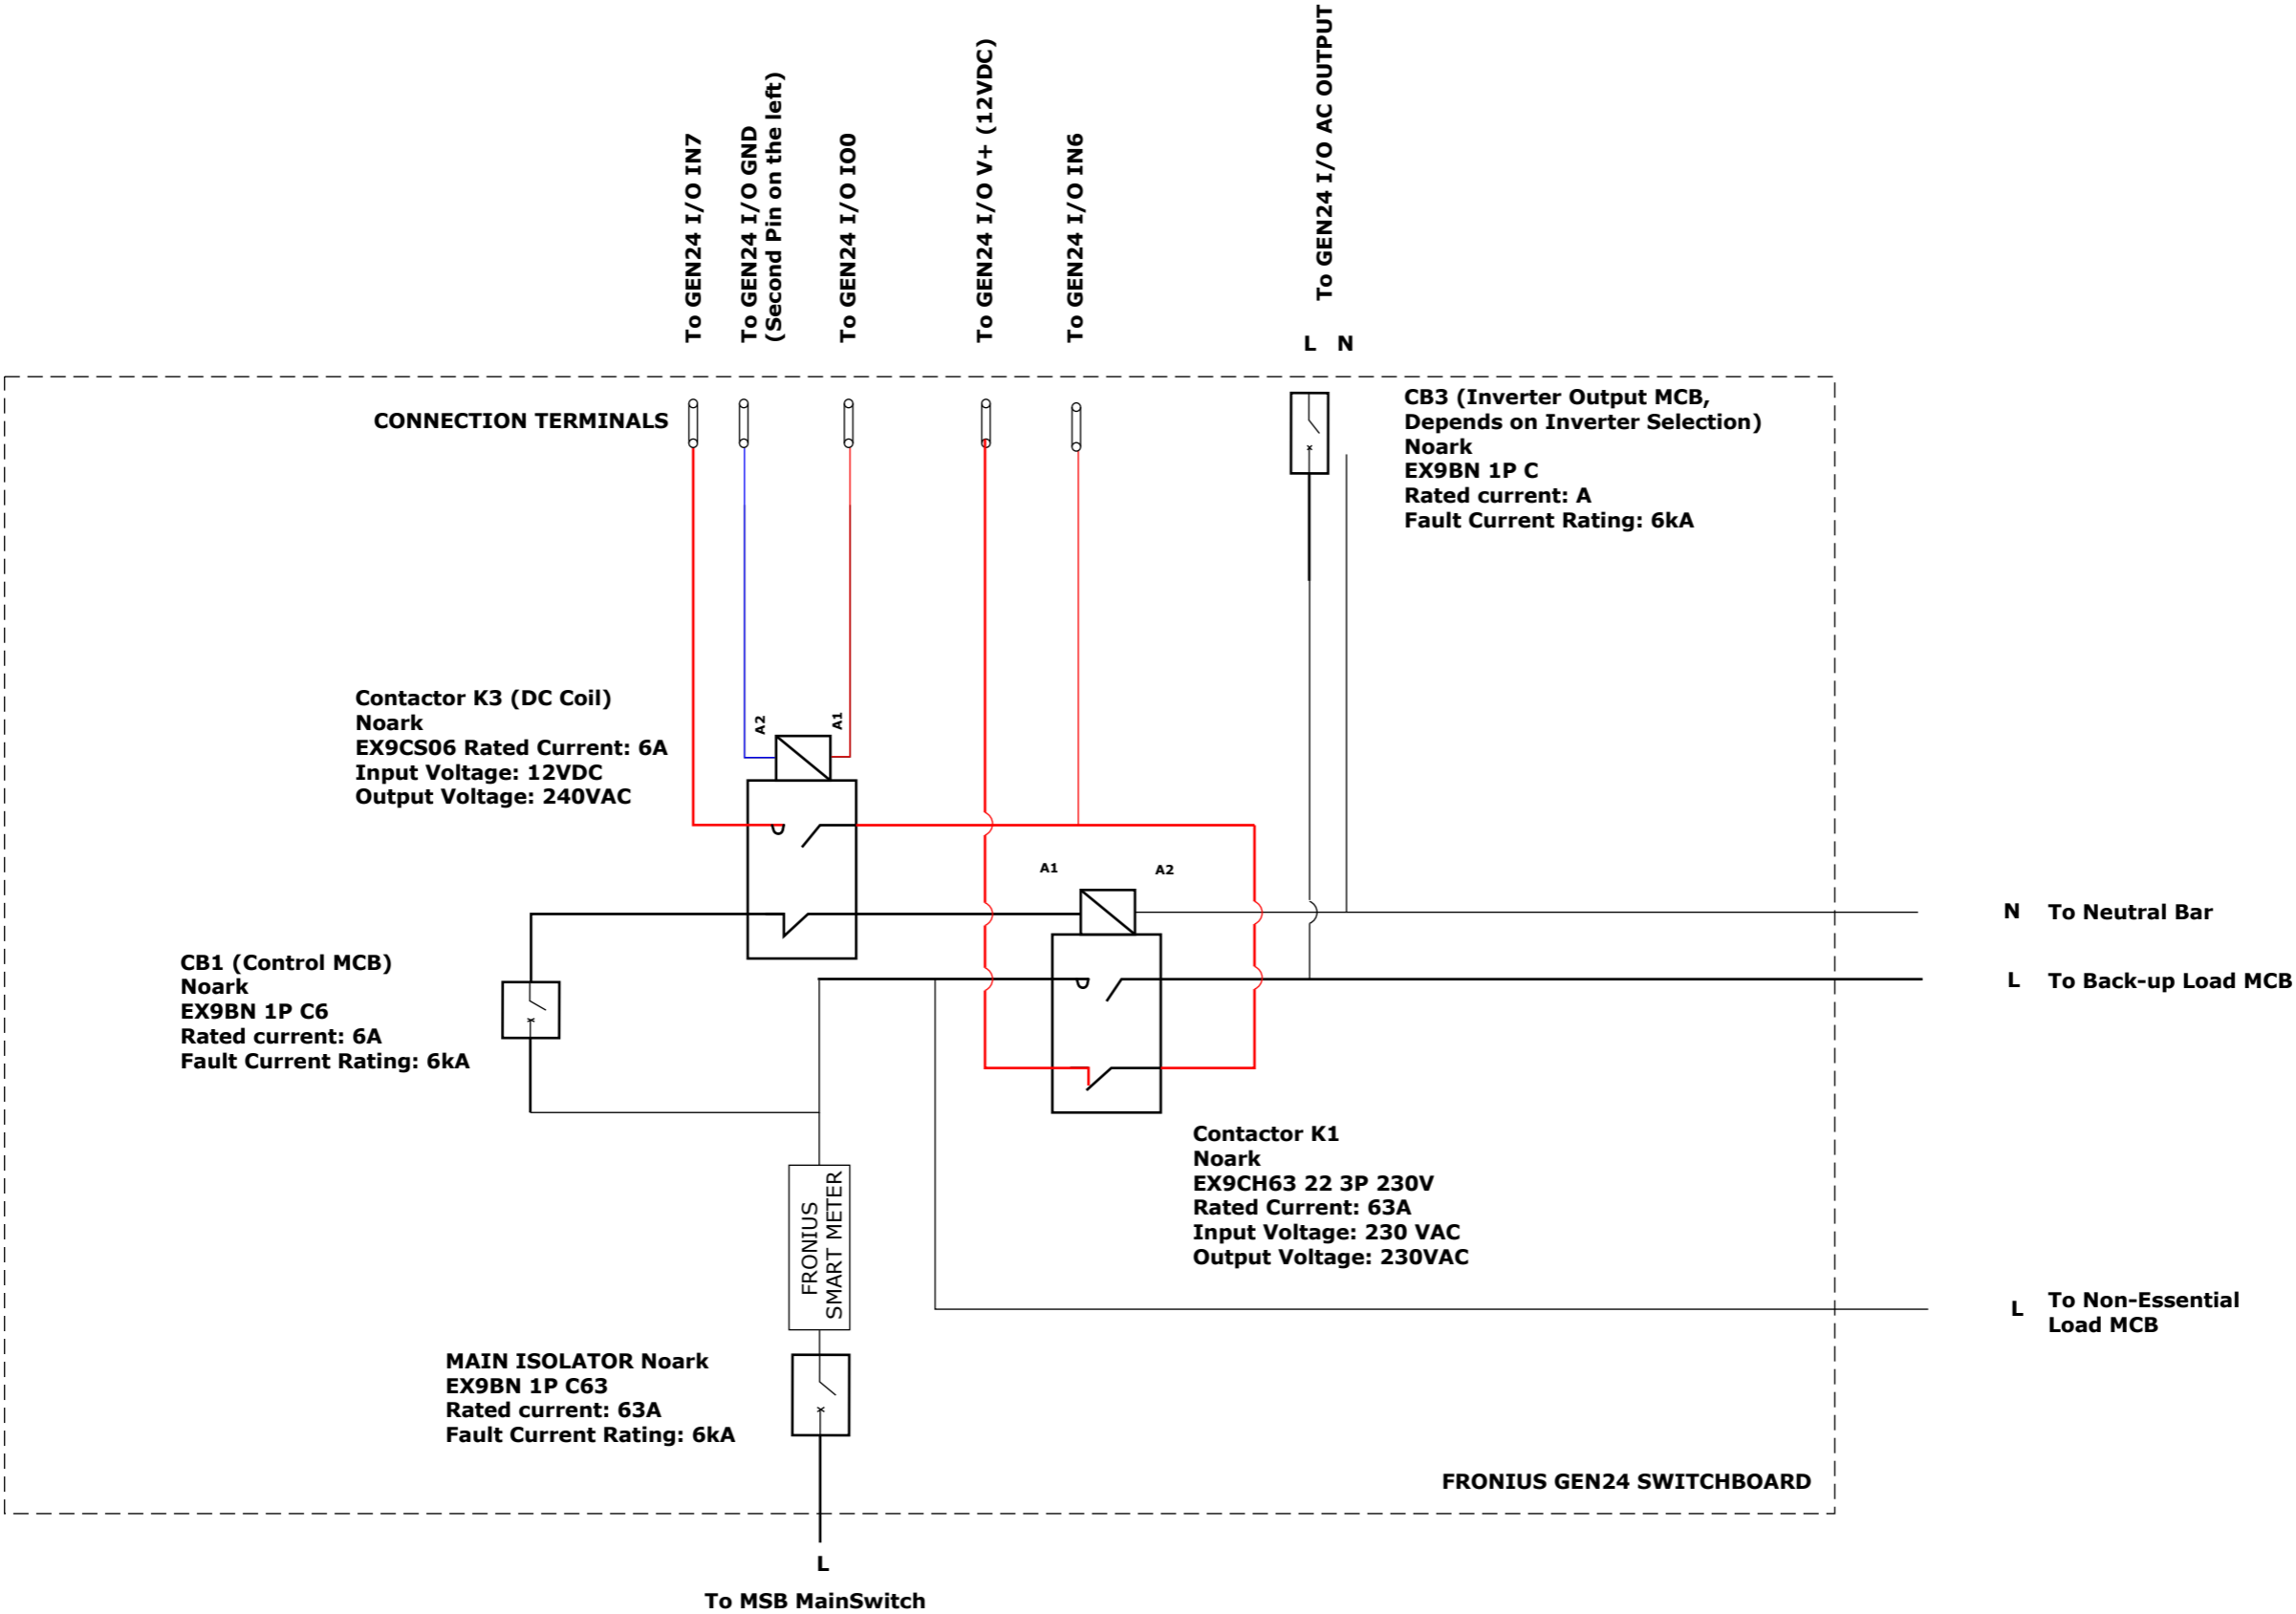 To GEN24 I/O IN7
To GEN24 I/O GND
(Second Pin on the left)
To GEN24 I/O IO0
To GEN24 I/O V+ (12VDC)
To GEN24 I/O IN6
To GEN24 I/O AC OUTPUT
L N
CONNECTION TERMINALS
CB3 (Inverter Output MCB,
Depends on Inverter Selection)
Noark
EX9BN 1P C
Rated current: A
Fault Current Rating: 6kA
Contactor K3 (DC Coil)
Noark
EX9CS06 Rated Current: 6A
Input Voltage: 12VDC
Output Voltage: 240VAC
A2
A1
A1
A2
N To Neutral Bar
L To Back-up Load MCB
CB1 (Control MCB)
Noark
EX9BN 1P C6
Rated current: 6A
Fault Current Rating: 6kA
Contactor K1
Noark
EX9CH63 22 3P 230V
Rated Current: 63A
Input Voltage: 230 VAC
Output Voltage: 230VAC
FRONIUS
SMART METER
L To Non-Essential
Load MCB
MAIN ISOLATOR Noark
EX9BN 1P C63
Rated current: 63A
Fault Current Rating: 6kA
FRONIUS GEN24 SWITCHBOARD
L
To MSB MainSwitch